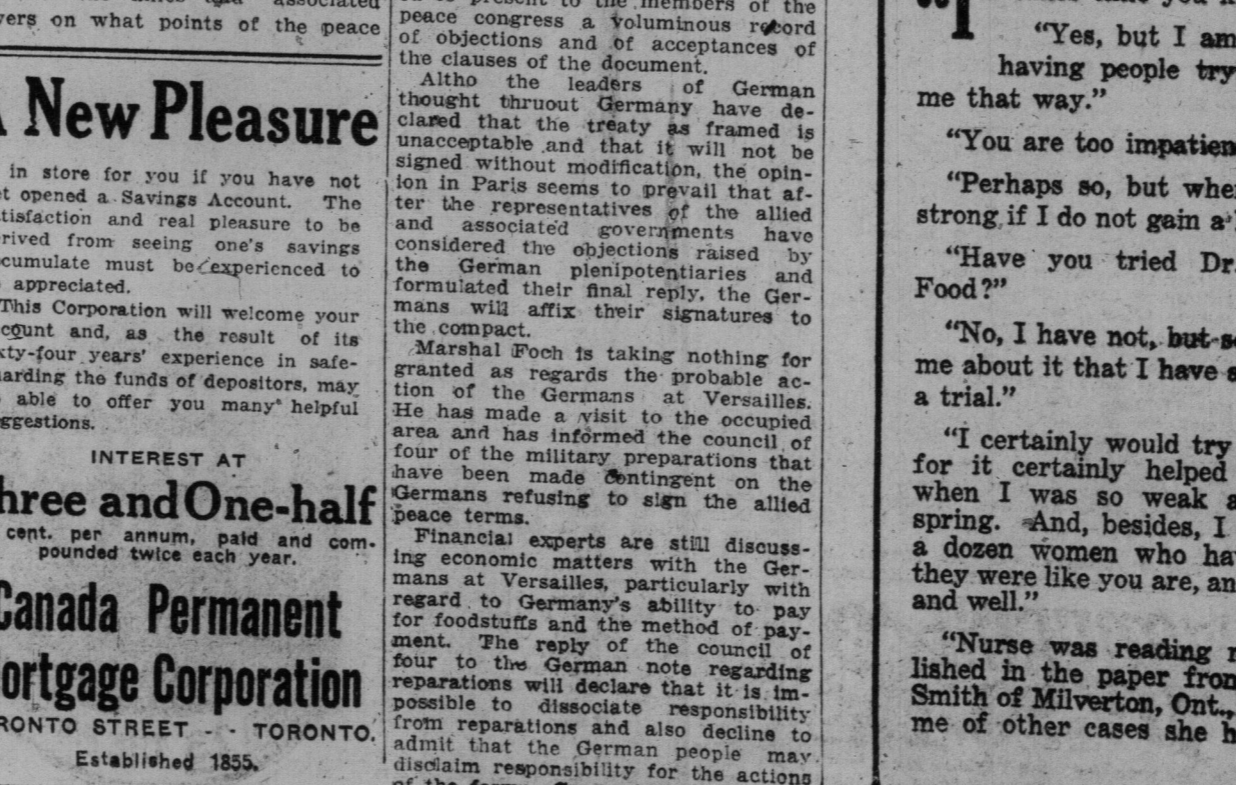 on what points of the peace
New Pleasure
in store for you if you have not
opened a Savings Account. The
and real pleasure to be
from seeing one's savings
must be experienced to
appreciated.
This Corporation will welcome your
and, as the result of its
years' experience in safe-
the funds of depositors, may
able to offer you many helpful
INTEREST AT
and One-half
cent. per annum, paid and com-
pounded twice each year.
Canada Permanent
Mortgage Corporation
TORONTO STREET - - TORONTO.
Established 1855.
present to the members of the
peace congress a voluminous record
of objections and of acceptances of
the clauses of the document.
Altho the leaders of German
thought thruout Germany have de-
clared that the treaty as framed is
unacceptable and that it will not be
signed without modification, the opin-
ion in Paris seems to prevail that af-
ter the representatives of the allied
and associated governments have
considered the objections raised by
the German plenipotentiaries and
formulated their final reply, the Ger-
mans will affix their signatures to
the compact.
Marshal Foch is taking nothing for
granted as regards the probable ac-
tion of the Germans at Versailles.
He has made a visit to the occupied
area and has informed the council of
four of the military preparations that
have been made contingent on the
Germans refusing to sign the allied
peace terms.
Financial experts are still discuss-
ing economic matters with the Ger-
mans at Versailles, particularly with
regard to Germany's ability to pay
for foodstuffs and the method of pay-
ment. The reply of the council of
four to the German note regarding
reparations will declare that it is im-
possible to dissociate responsibility
from reparations and also decline to
admit that the German people may
disclaim responsibility for the actions
"Yes, but I am
having people try
me that way."
"You are too
"Perhaps so, but
strong if I do not gain a
"Have you tried Dr.
Food?"
"No, I have not, but
me about it that I have
a trial."
"I certainly would try
for it certainly helped
when I was so weak
spring. And, besides, I
a dozen women who
they were like you are,
and well."
"Nurse was reading
in the paper
Smith of Milverton, Ont.,
me of other cases she